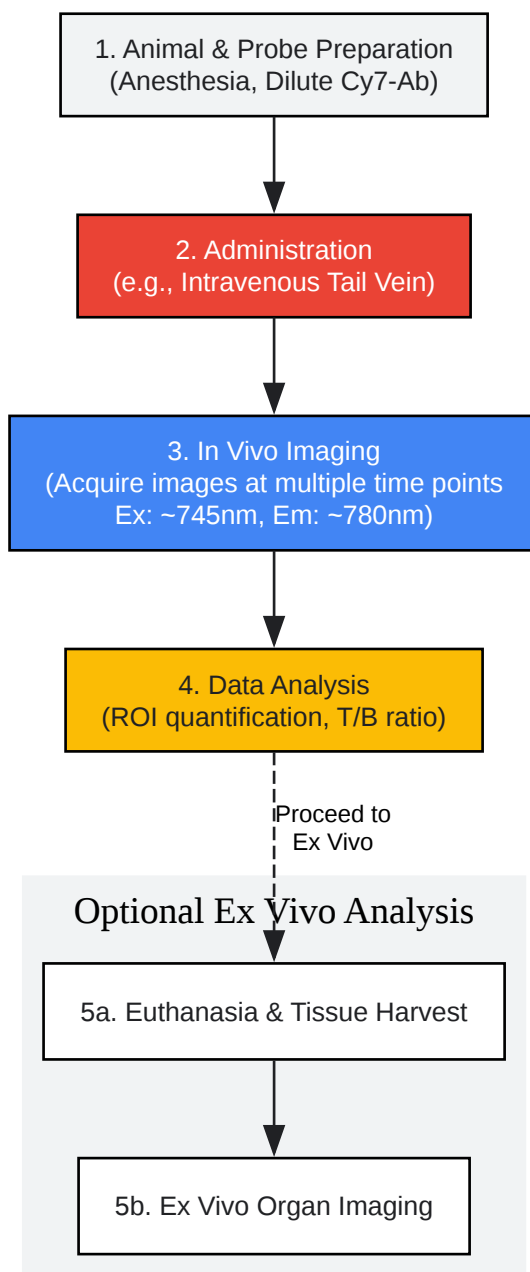 1. Animal & Probe Preparation
(Anesthesia, Dilute Cy7-Ab)
2. Administration
(e.g., Intravenous Tail Vein)
3. In Vivo Imaging
(Acquire images at multiple time points
Ex: ~745nm, Em: ~780nm)
4. Data Analysis
(ROI quantification, T/B ratio)
Proceed to
Ex Vivo
Optional Ex Vivo Analysis
5a. Euthanasia & Tissue Harvest
5b. Ex Vivo Organ Imaging